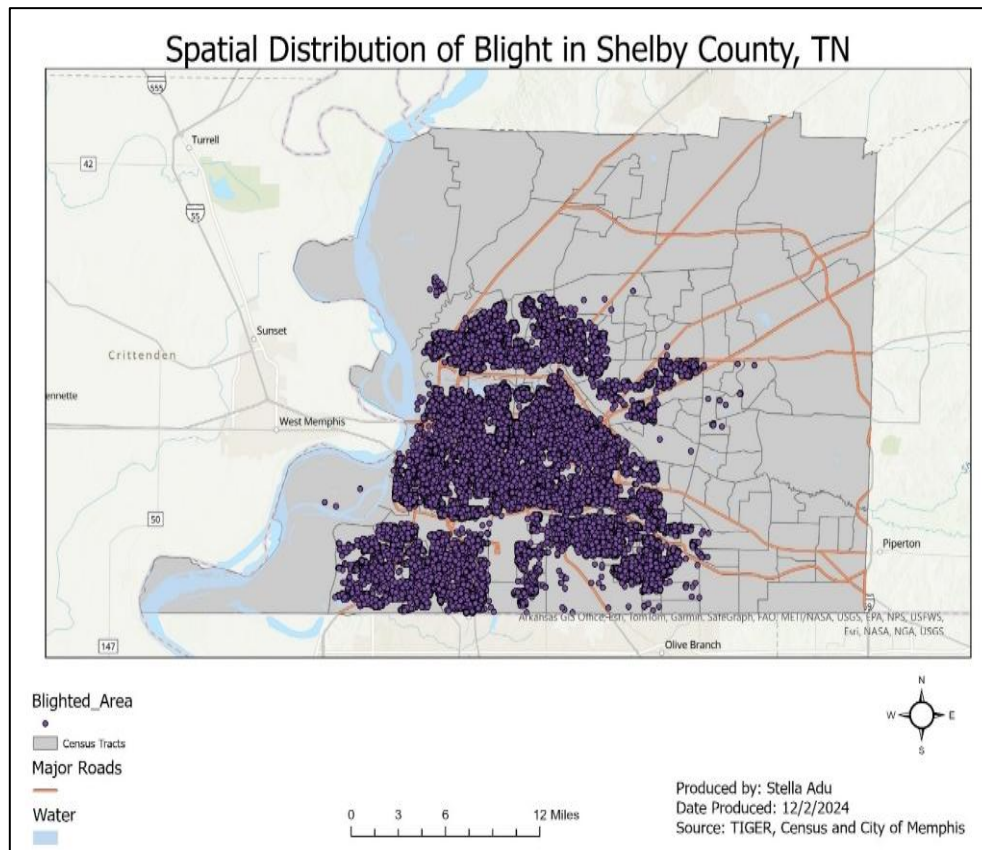 Spatial Distribution of Blight in Shelby County, TN
555
Turrell
42
55
Sunset
Crittenden
ennette
West Memphis
50
Piperton
147
Olive Branch
Arkansas GIS Office, Esri, TomTom, Garmin, SafeGraph, FAO, METI/NASA, USGS, EPA, NPS, USFWS,
Esri, NASA, NGA, USGS
Blighted_Area
Census Tracts
Major Roads
Water
0 3 6 12 Miles
N
W E
S
Produced by: Stella Adu
Date Produced: 12/2/2024
Source: TIGER, Census and City of Memphis